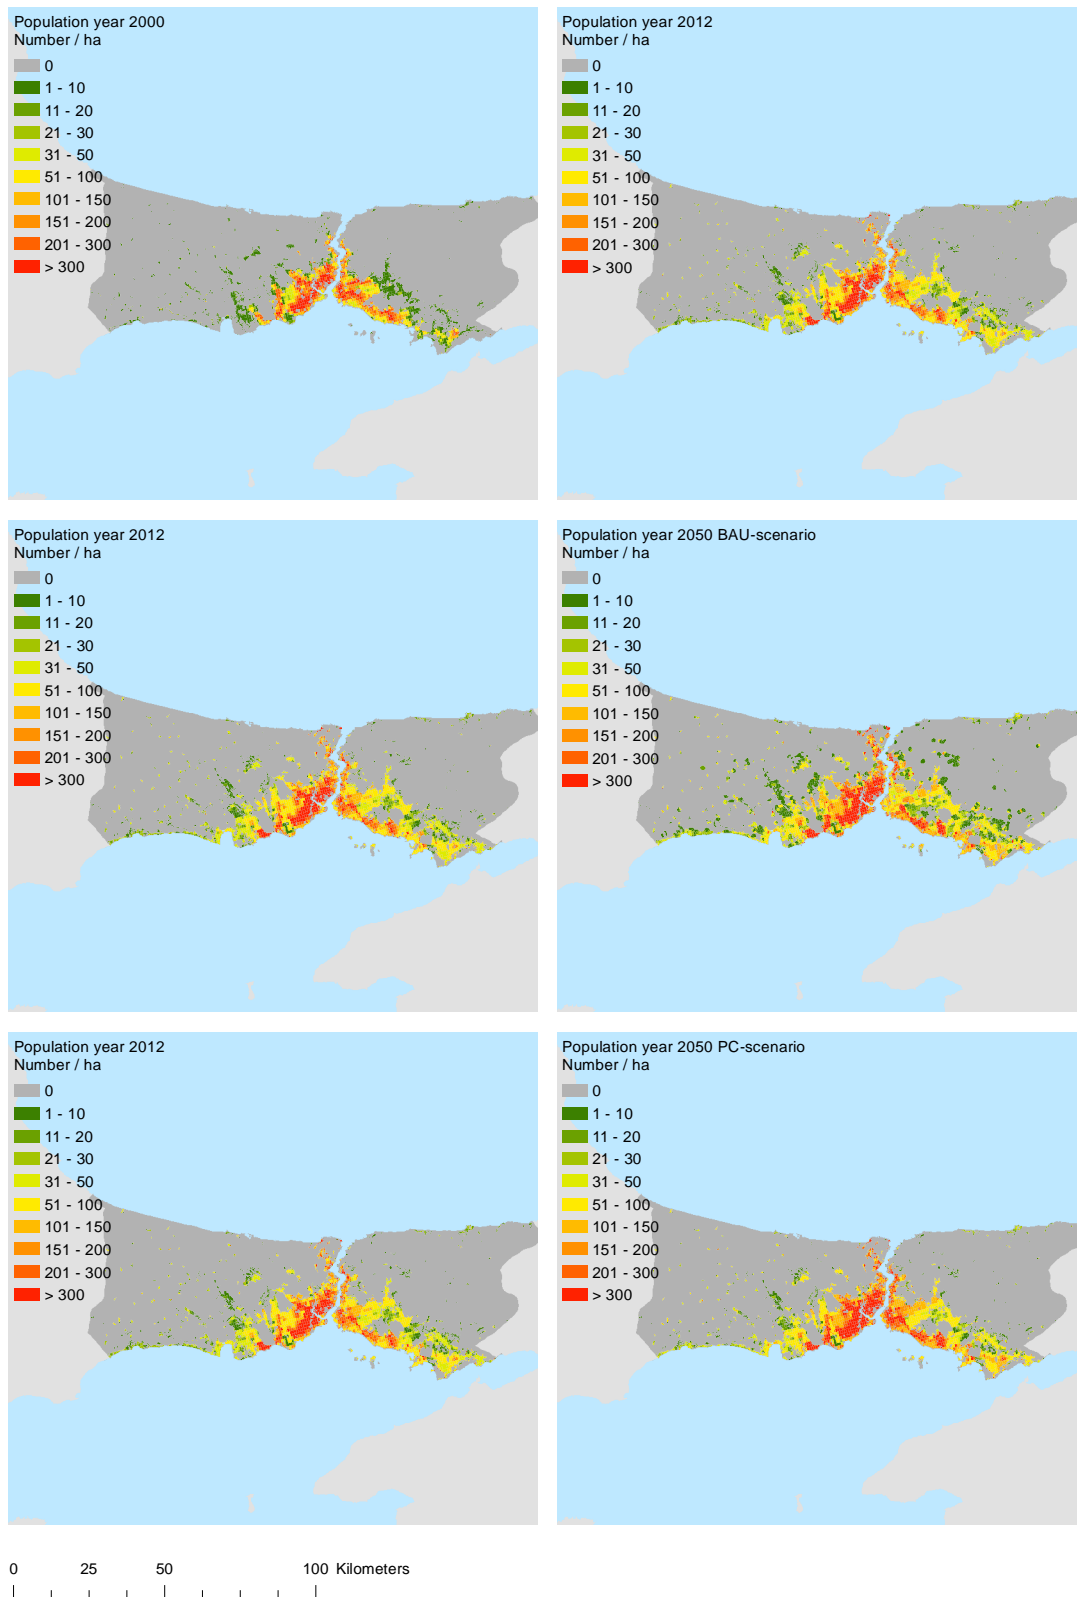 Population year 2000
Number / ha
0
1 - 10
11 - 20
21 - 30
31 - 50
51 - 100
101 - 150
151 - 200
201 - 300
> 300
Population year 2012
Number / ha
0
1 - 10
11 - 20
21 - 30
31 - 50
51 - 100
101 - 150
151 - 200
201 - 300
> 300
Population year 2012
Number / ha
0
1 - 10
11 - 20
21 - 30
31 - 50
51 - 100
101 - 150
151 - 200
201 - 300
> 300
Population year 2050 BAU-scenario
Number / ha
0
1 - 10
11 - 20
21 - 30
31 - 50
51 - 100
101 - 150
151 - 200
201 - 300
> 300
Population year 2012
Number / ha
0
1 - 10
11 - 20
21 - 30
31 - 50
51 - 100
101 - 150
151 - 200
201 - 300
> 300
Population year 2050 PC-scenario
Number / ha
0
1 - 10
11 - 20
21 - 30
31 - 50
51 - 100
101 - 150
151 - 200
201 - 300
> 300
0 25 50 100 Kilometers